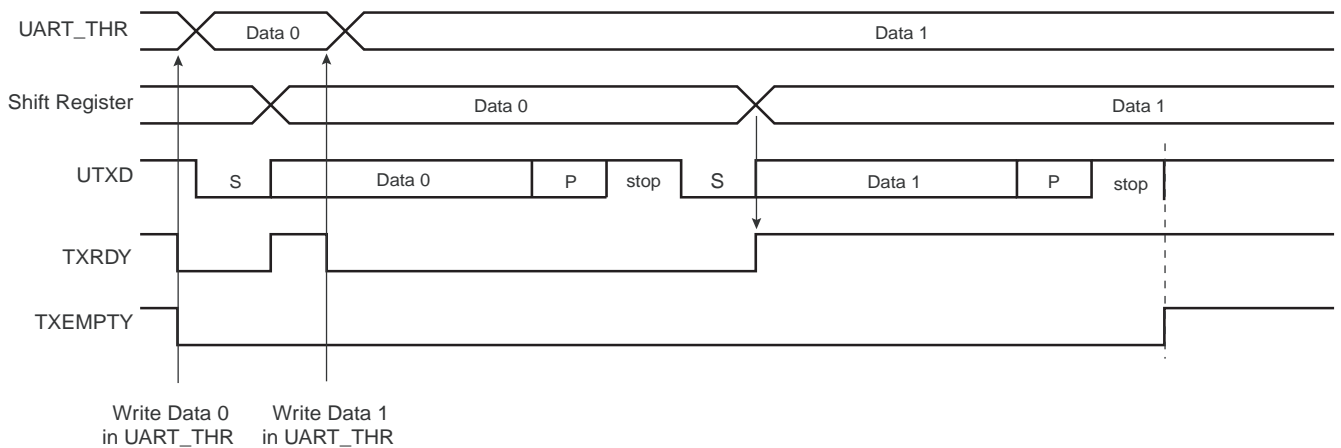 UART_THR
Data 0
Data 1
Shift Register
Data 0
Data 1
UTXD
S
Data 0
P
stop
S
Data 1
P
stop
TXRDY
TXEMPTY
Write Data 0
in UART_THR
Write Data 1
in UART_THR